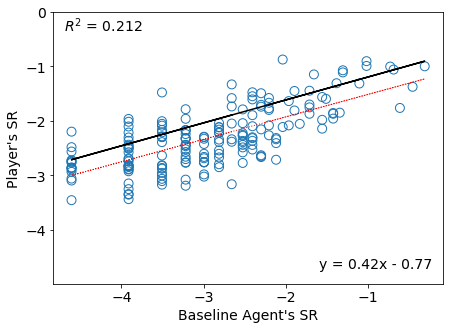 R² = 0.212
0
−1
−2
−3
−4
Player's SR
y = 0.42x - 0.77
−4 −3 −2 −1
Baseline Agent's SR